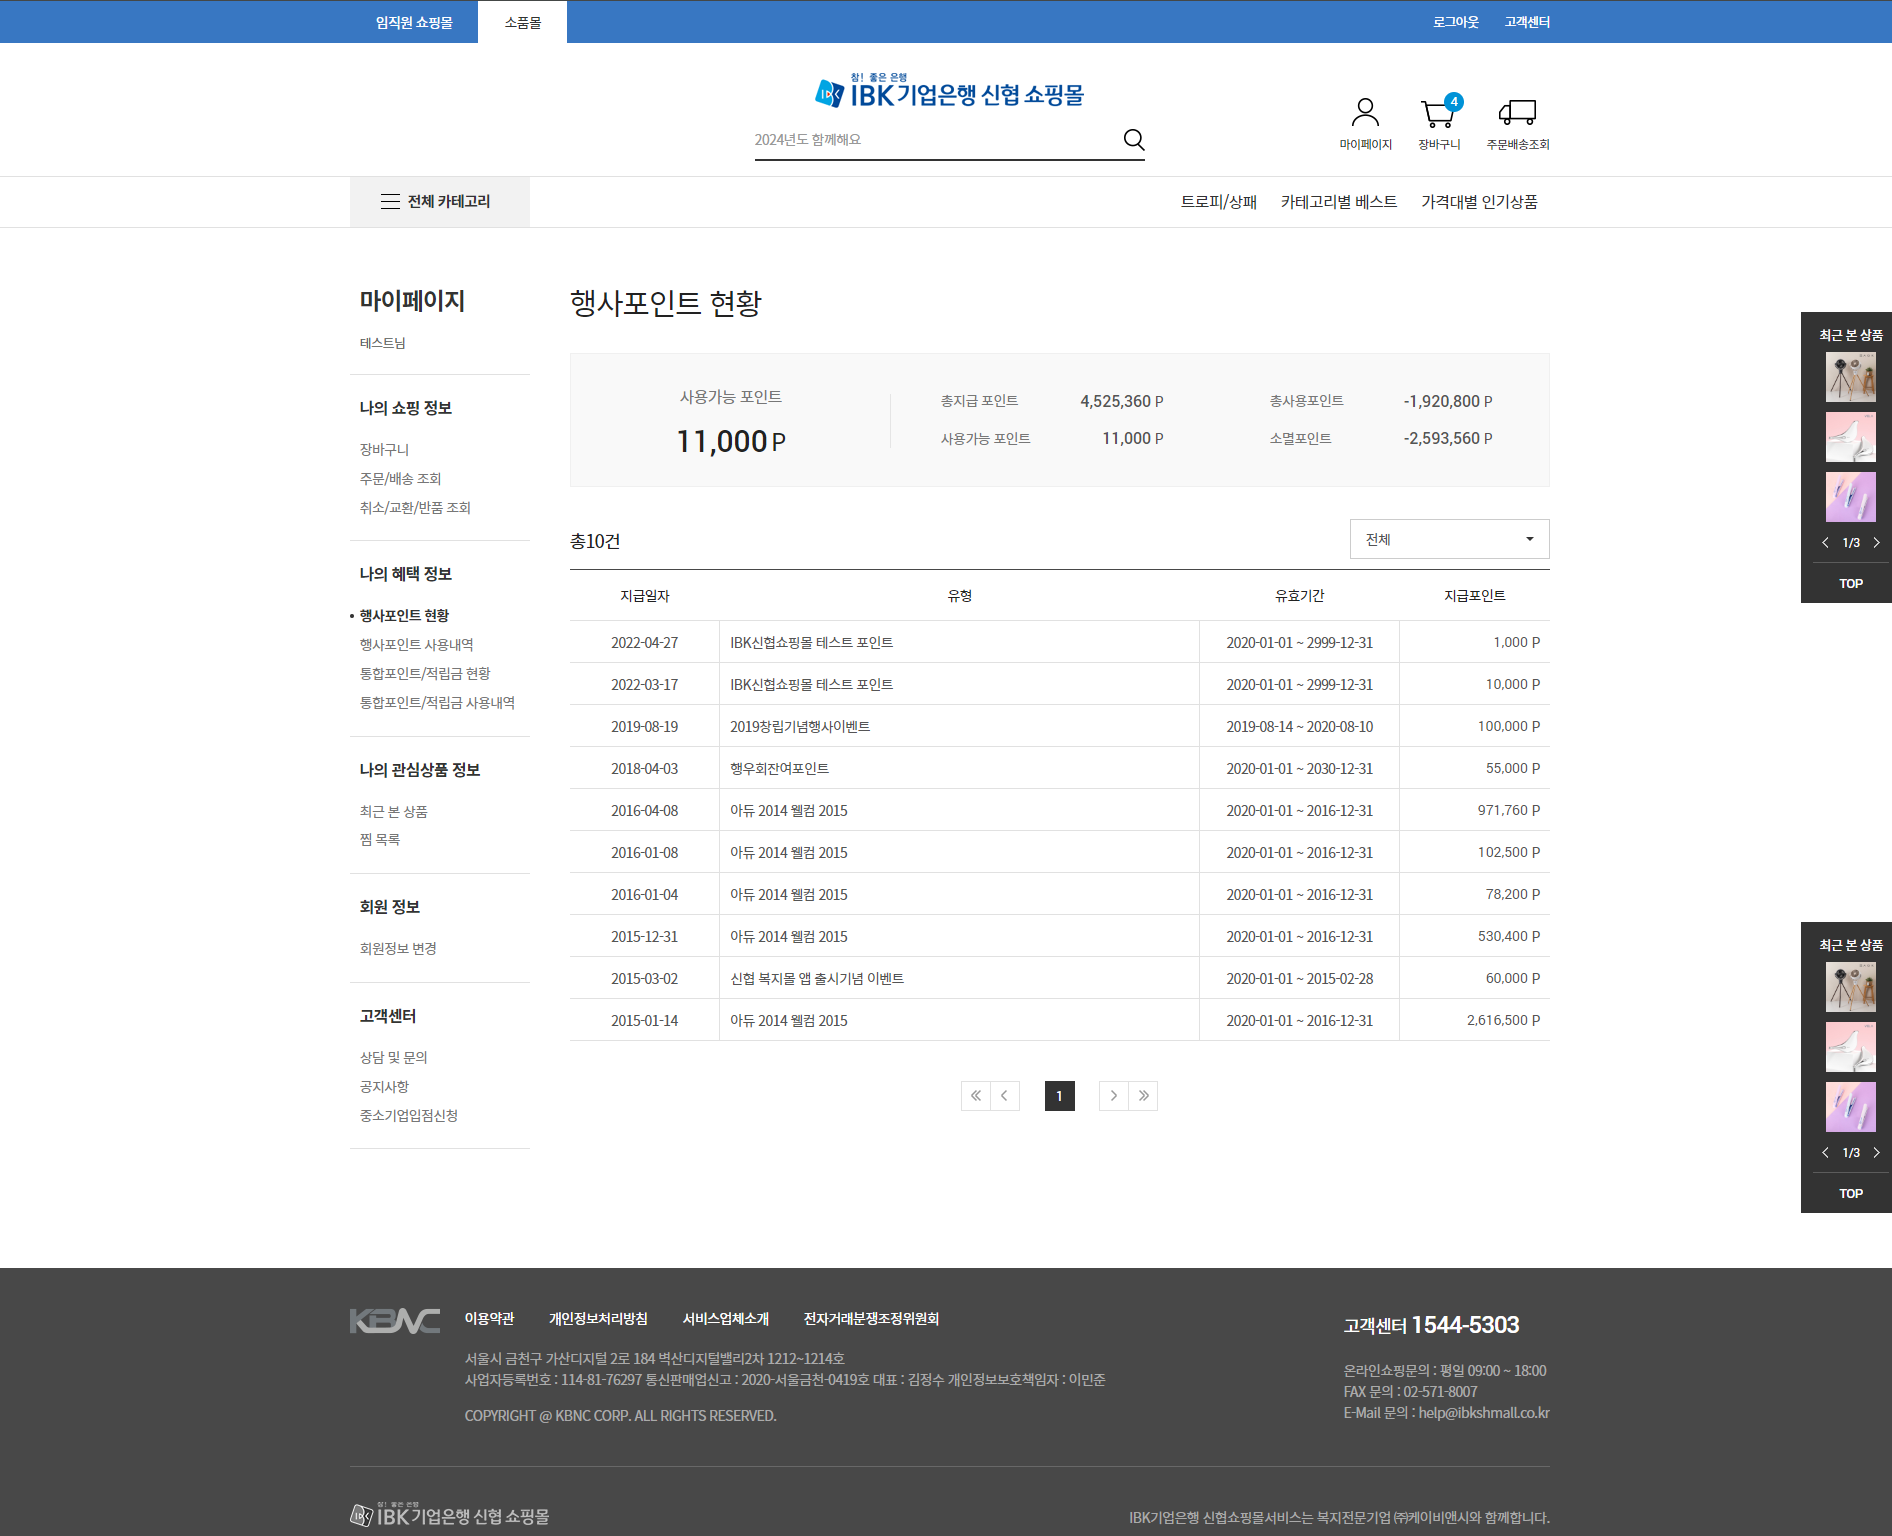 임직원 쇼핑몰 소품몰 로그아웃 고객센터
참! 좋은 은행
IBK기업은행 신협 쇼핑몰
2024년도 함께해요
4
마이페이지 장바구니 주문배송조회
전체 카테고리 트로피/상패 카테고리별 베스트 가격대별 인기상품
마이페이지
테스트님
나의 쇼핑 정보
장바구니
주문/배송 조회
취소/교환/반품 조회
나의 혜택 정보
행사포인트 현황
행사포인트 사용내역
통합포인트/적립금 현황
통합포인트/적립금 사용내역
나의 관심상품 정보
최근 본 상품
찜 목록
회원 정보
회원정보 변경
고객센터
상담 및 문의
공지사항
중소기업입점신청
행사포인트 현황
사용가능 포인트
11,000 P
총지급 포인트 4,525,360 P 총사용포인트 -1,920,800 P
사용가능 포인트 11,000 P 소멸포인트 -2,593,560 P
총10건 전체
지급일자 유형 유효기간 지급포인트
2022-04-27 IBK신협쇼핑몰 테스트 포인트 2020-01-01 ~ 2999-12-31 1,000 P
2022-03-17 IBK신협쇼핑몰 테스트 포인트 2020-01-01 ~ 2999-12-31 10,000 P
2019-08-19 2019창립기념행사이벤트 2019-08-14 ~ 2020-08-10 100,000 P
2018-04-03 행우회잔여포인트 2020-01-01 ~ 2030-12-31 55,000 P
2016-04-08 아듀 2014 웰컴 2015 2020-01-01 ~ 2016-12-31 971,760 P
2016-01-08 아듀 2014 웰컴 2015 2020-01-01 ~ 2016-12-31 102,500 P
2016-01-04 아듀 2014 웰컴 2015 2020-01-01 ~ 2016-12-31 78,200 P
2015-12-31 아듀 2014 웰컴 2015 2020-01-01 ~ 2016-12-31 530,400 P
2015-03-02 신협 복지몰 앱 출시기념 이벤트 2020-01-01 ~ 2015-02-28 60,000 P
2015-01-14 아듀 2014 웰컴 2015 2020-01-01 ~ 2016-12-31 2,616,500 P
1
최근 본 상품
1/3
TOP
최근 본 상품
1/3
TOP
KBNC 이용약관 개인정보처리방침 서비스업체소개 전자거래분쟁조정위원회
서울시 금천구 가산디지털 2로 184 벽산디지털밸리2차 1212~1214호
사업자등록번호 : 114-81-76297 통신판매업신고 : 2020-서울금천-0419호 대표 : 김정수 개인정보보호책임자 : 이민준
COPYRIGHT @ KBNC CORP. ALL RIGHTS RESERVED.
고객센터 1544-5303
온라인쇼핑문의 : 평일 09:00 ~ 18:00
FAX 문의 : 02-571-8007
E-Mail 문의 : help@ibkshmall.co.kr
참! 좋은 은행
IBK기업은행 신협 쇼핑몰
IBK기업은행 신협쇼핑몰서비스는 복지전문기업 ㈜케이비앤시와 함께합니다.